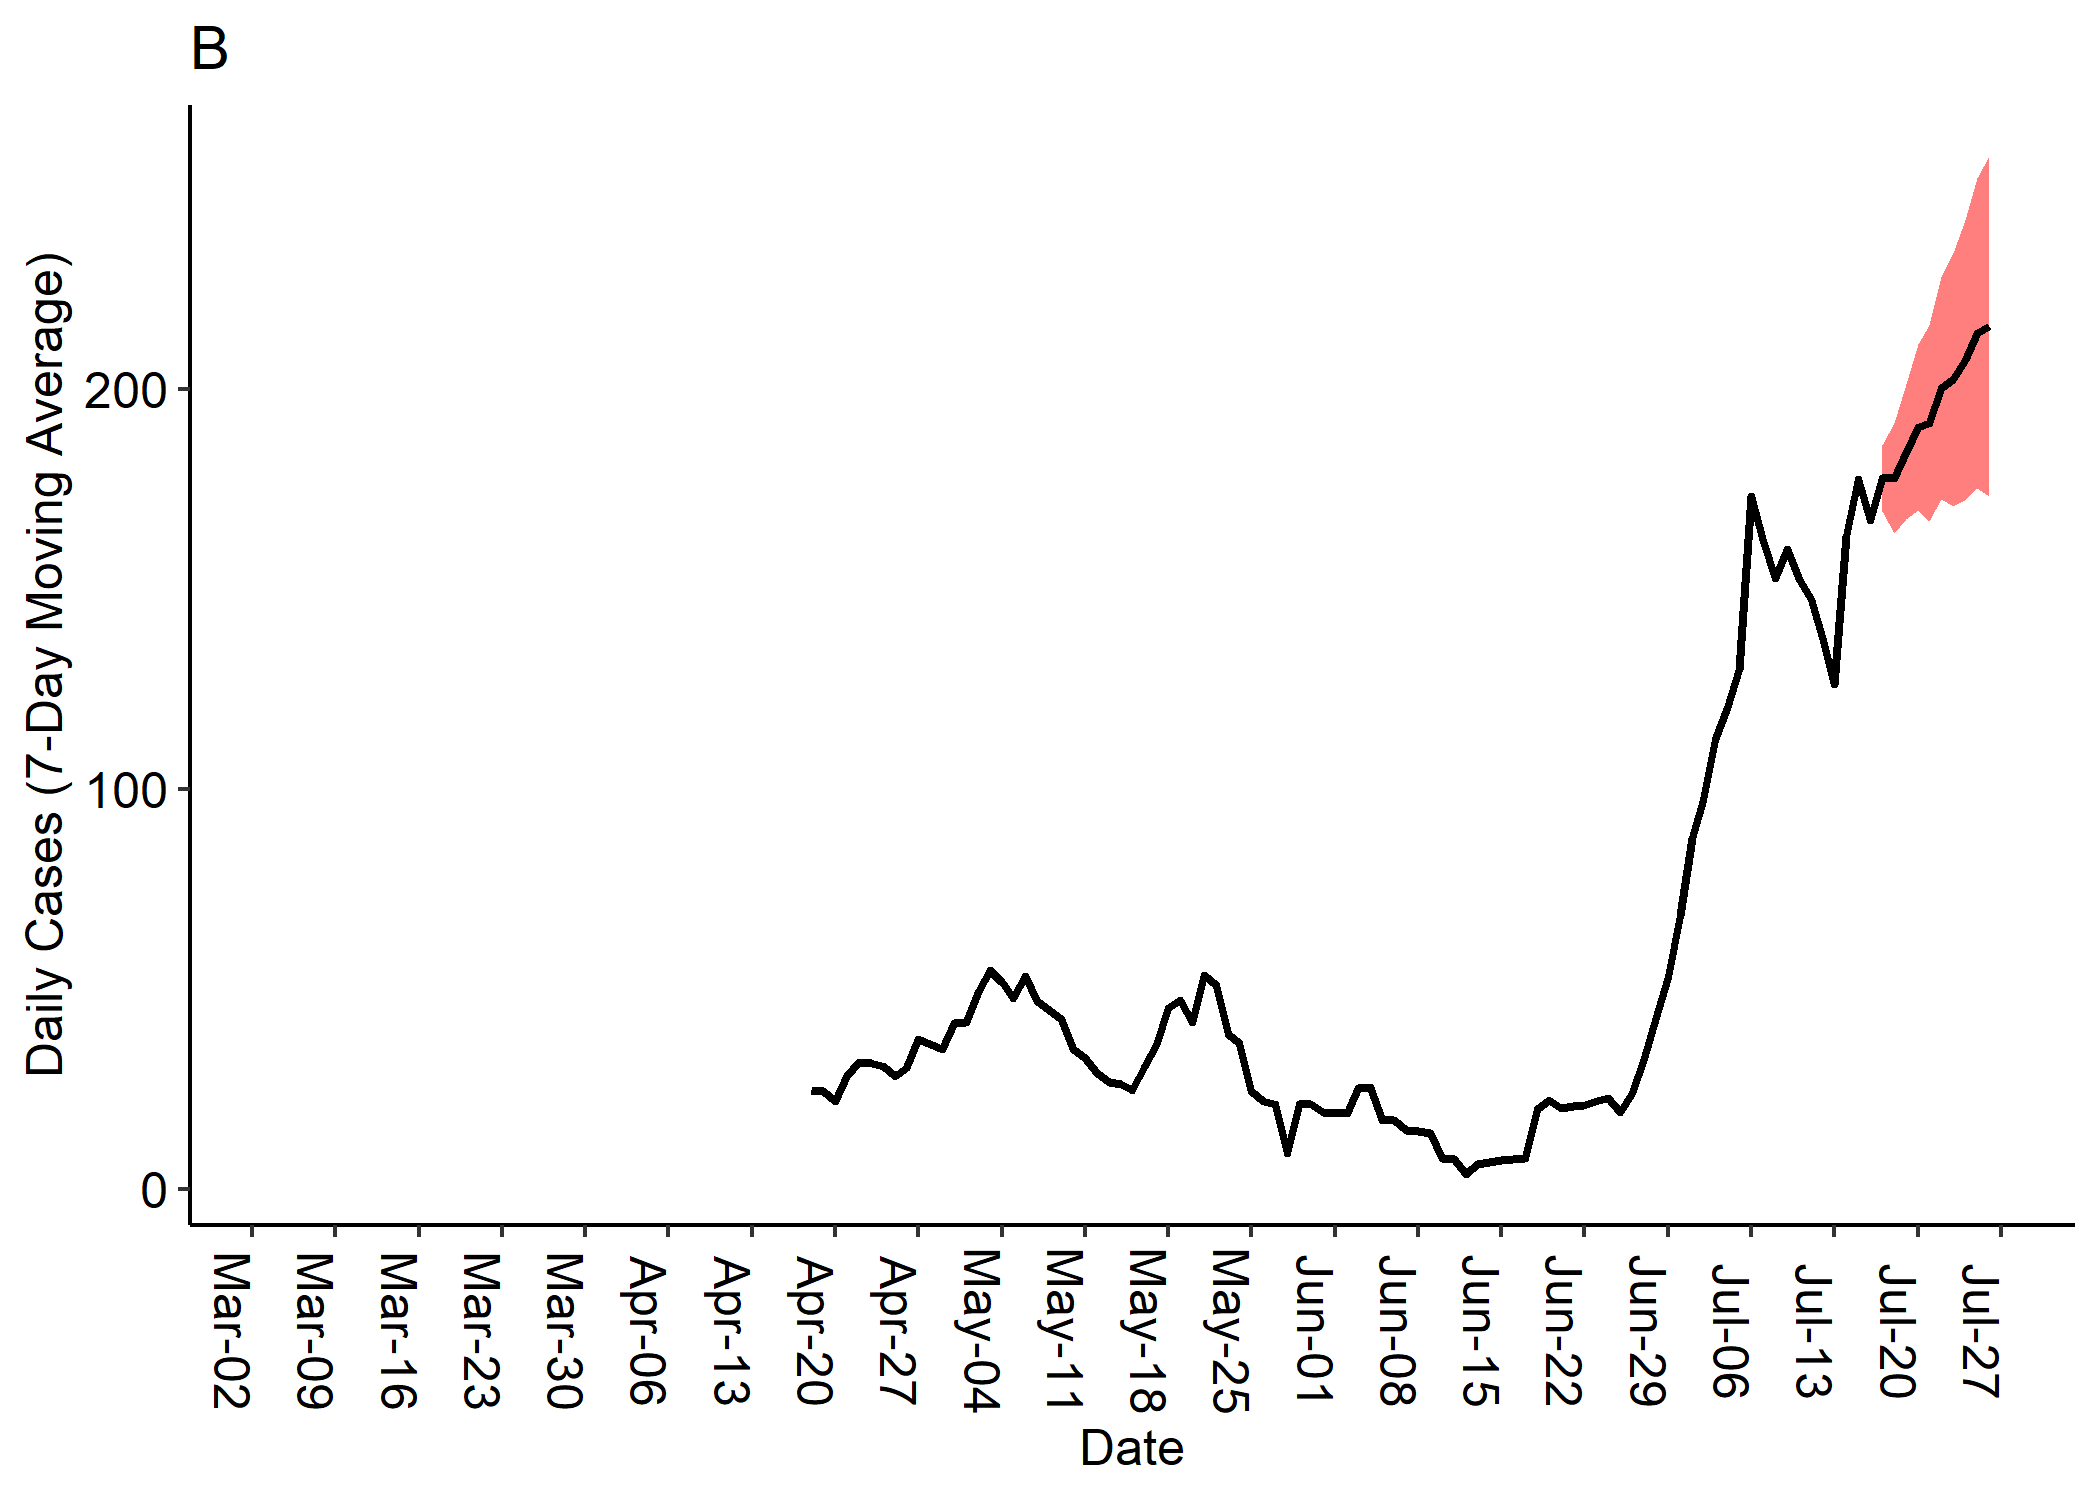 B
Daily Cases (7-Day Moving Average)
200
100
0
Mar-02
Mar-09
Mar-16
Mar-23
Mar-30
Apr-06
Apr-13
Apr-20
Apr-27
May-04
May-11
May-18
May-25
Jun-01
Jun-08
Jun-15
Jun-22
Jun-29
Jul-06
Jul-13
Jul-20
Jul-27
Date